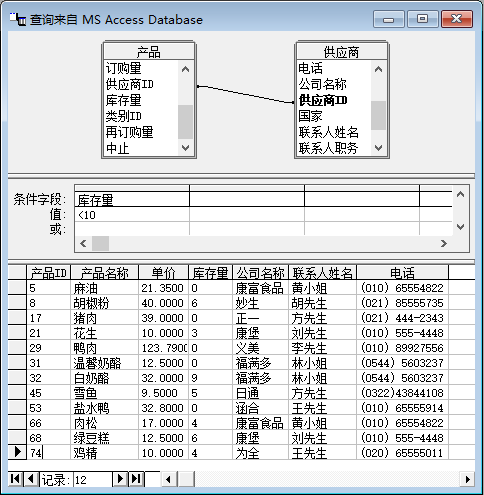 查询来自 MS Access Database
产品
订购量
供应商ID
库存量
类别ID
再订购量
中止
供应商
电话
公司名称
供应商ID
国家
联系人姓名
联系人职务
条件字段: 库存量
值: <10
或:
产品ID 产品名称 单价 库存量 公司名称 联系人姓名 电话
5 麻油 21.3500 0 康富食品 黄小姐 (010) 65554822
8 胡椒粉 40.0000 6 妙生 胡先生 (021) 85555735
17 猪肉 39.0000 0 正一 方先生 (021) 444-2343
21 花生 10.0000 3 康堡 刘先生 (010) 555-4448
29 鸭肉 123.7900 0 义美 李先生 (010) 89927556
31 温馨奶酪 12.5000 0 福满多 林小姐 (0544) 5603237
32 白奶酪 32.0000 9 福满多 林小姐 (0544) 5603237
45 雪鱼 9.5000 5 日通 方先生 (0322)43844108
53 盐水鸭 32.8000 0 涵合 王先生 (010) 65555914
66 肉松 17.0000 4 康富食品 黄小姐 (010) 65554822
68 绿豆糕 12.5000 6 康堡 刘先生 (010) 555-4448
74 鸡精 10.0000 4 为全 王先生 (020) 65555011
记录: 12